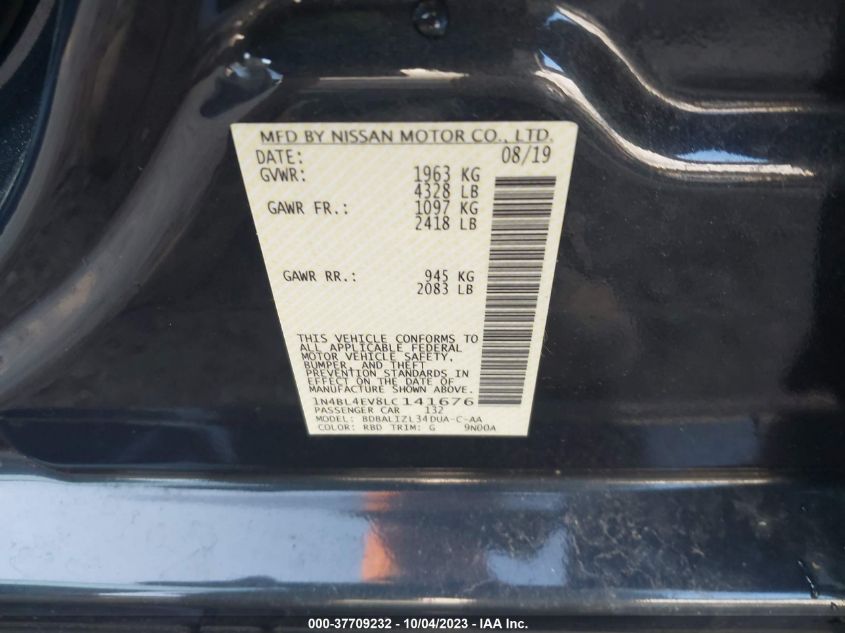 MFD BY NISSAN MOTOR CO., LTD.
DATE: 08/19
GVWR: 1963 KG
4328 LB
GAWR FR.: 1097 KG
2418 LB
GAWR RR.: 945 KG
2083 LB
THIS VEHICLE CONFORMS TO
ALL APPLICABLE FEDERAL
MOTOR VEHICLE SAFETY,
BUMPER, AND THEFT
PREVENTION STANDARDS IN
EFFECT ON THE DATE OF
MANUFACTURE SHOWN ABOVE.
1N4BL4EV8LC141676
PASSENGER CAR 132
MODEL: BDBALIZL34DUA-C-AA
COLOR: RBD TRIM: G 9N00A
000-37709232 - 10/04/2023 - IAA Inc.